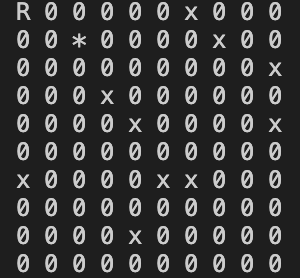 R 0 0 0 0 0 x 0 0 0
0 0 * 0 0 0 0 x 0 0
0 0 0 0 0 0 0 0 0 x
0 0 0 x 0 0 0 0 0 0
0 0 0 0 x 0 0 0 0 x
0 0 0 0 0 0 0 0 0 0
x 0 0 0 0 x x 0 0 0
0 0 0 0 0 0 0 0 0 0
0 0 0 0 x 0 0 0 0 0
0 0 0 0 0 0 0 0 0 0